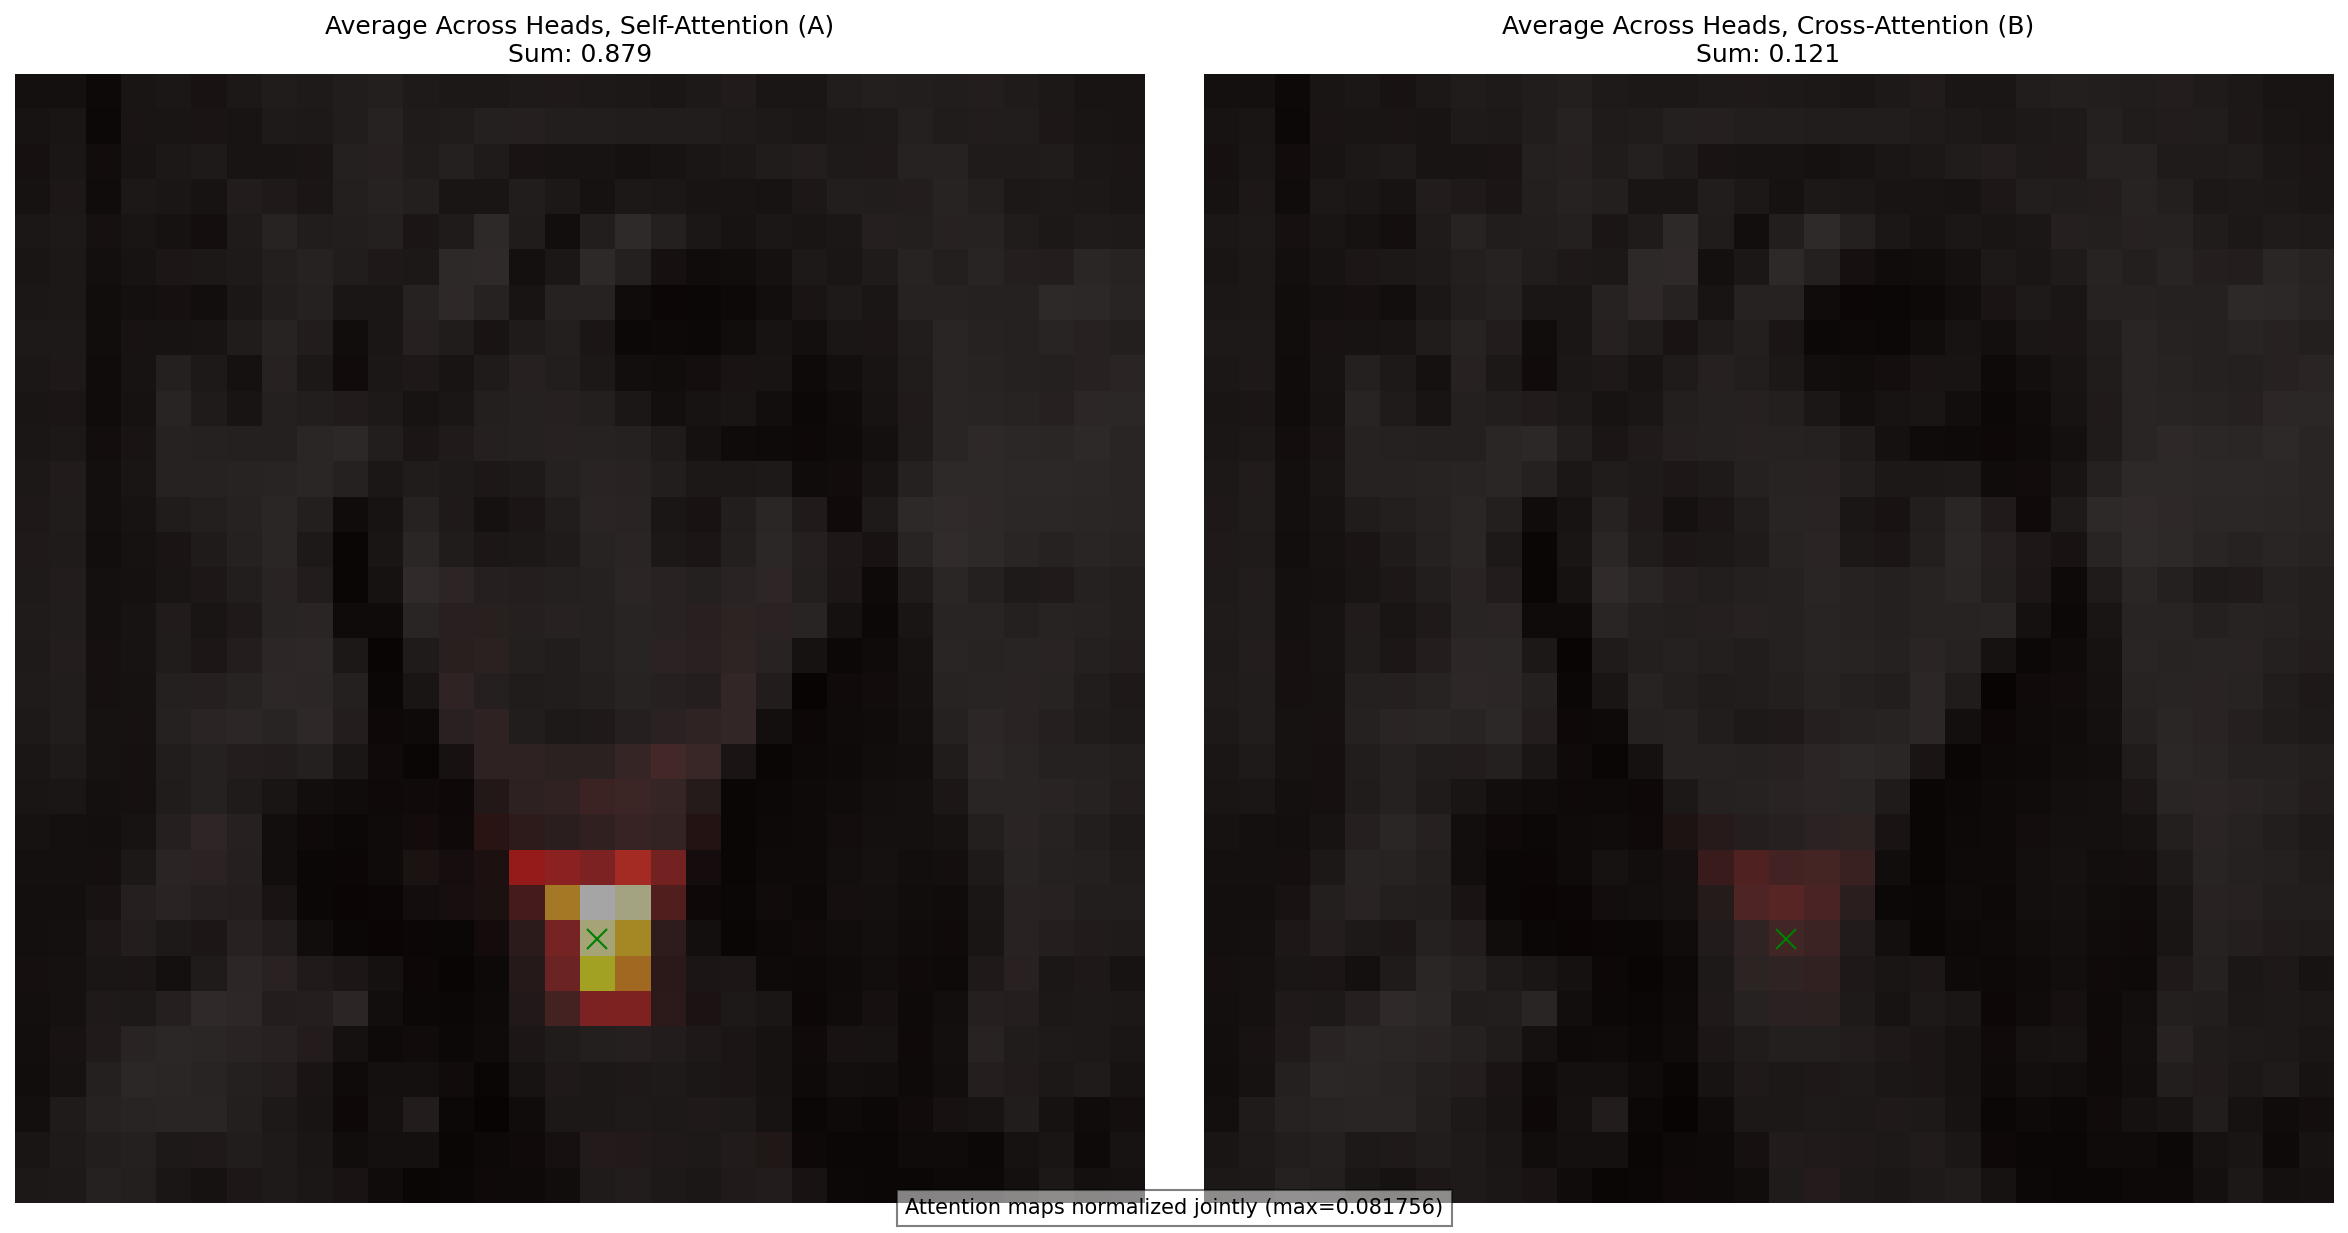 Average Across Heads, Self-Attention (A)
Sum: 0.879
Average Across Heads, Cross-Attention (B)
Sum: 0.121
Attention maps normalized jointly (max=0.081756)